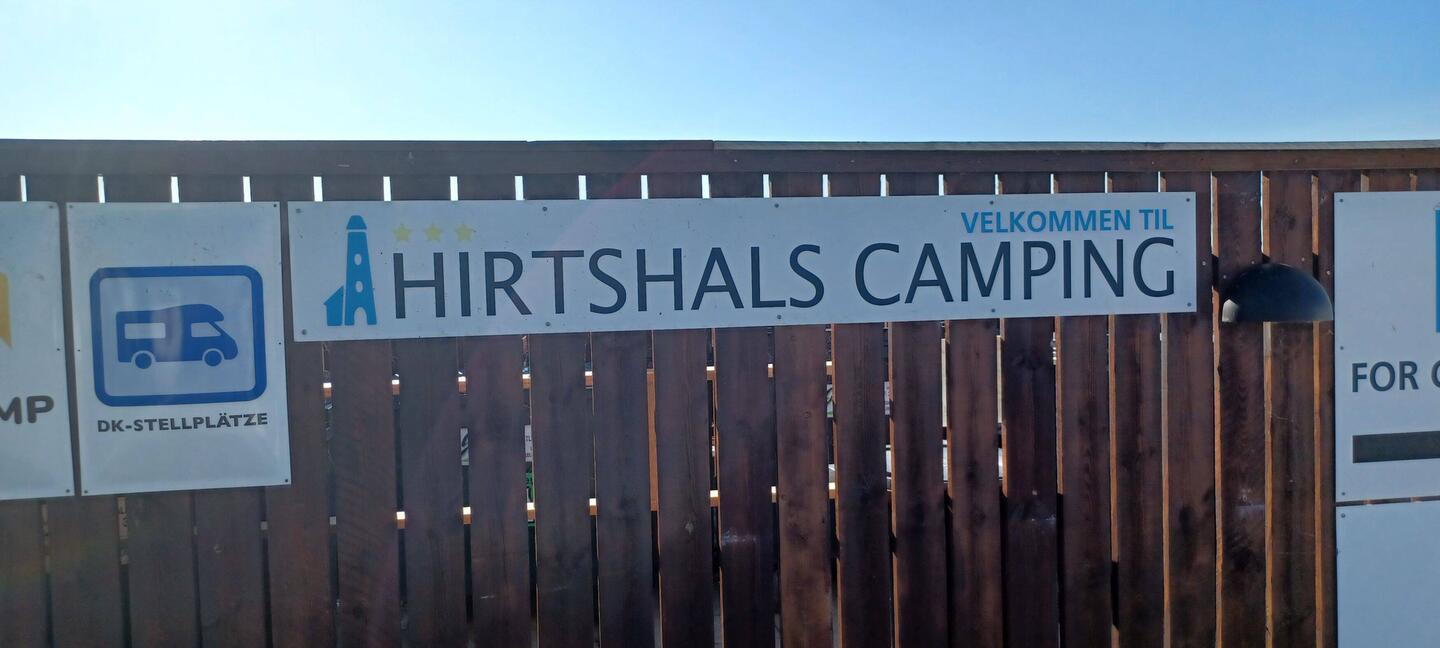 MP
DK-STELLPLÄTZE
VELKOMMEN TIL
HIRTSHALS CAMPING
FOR